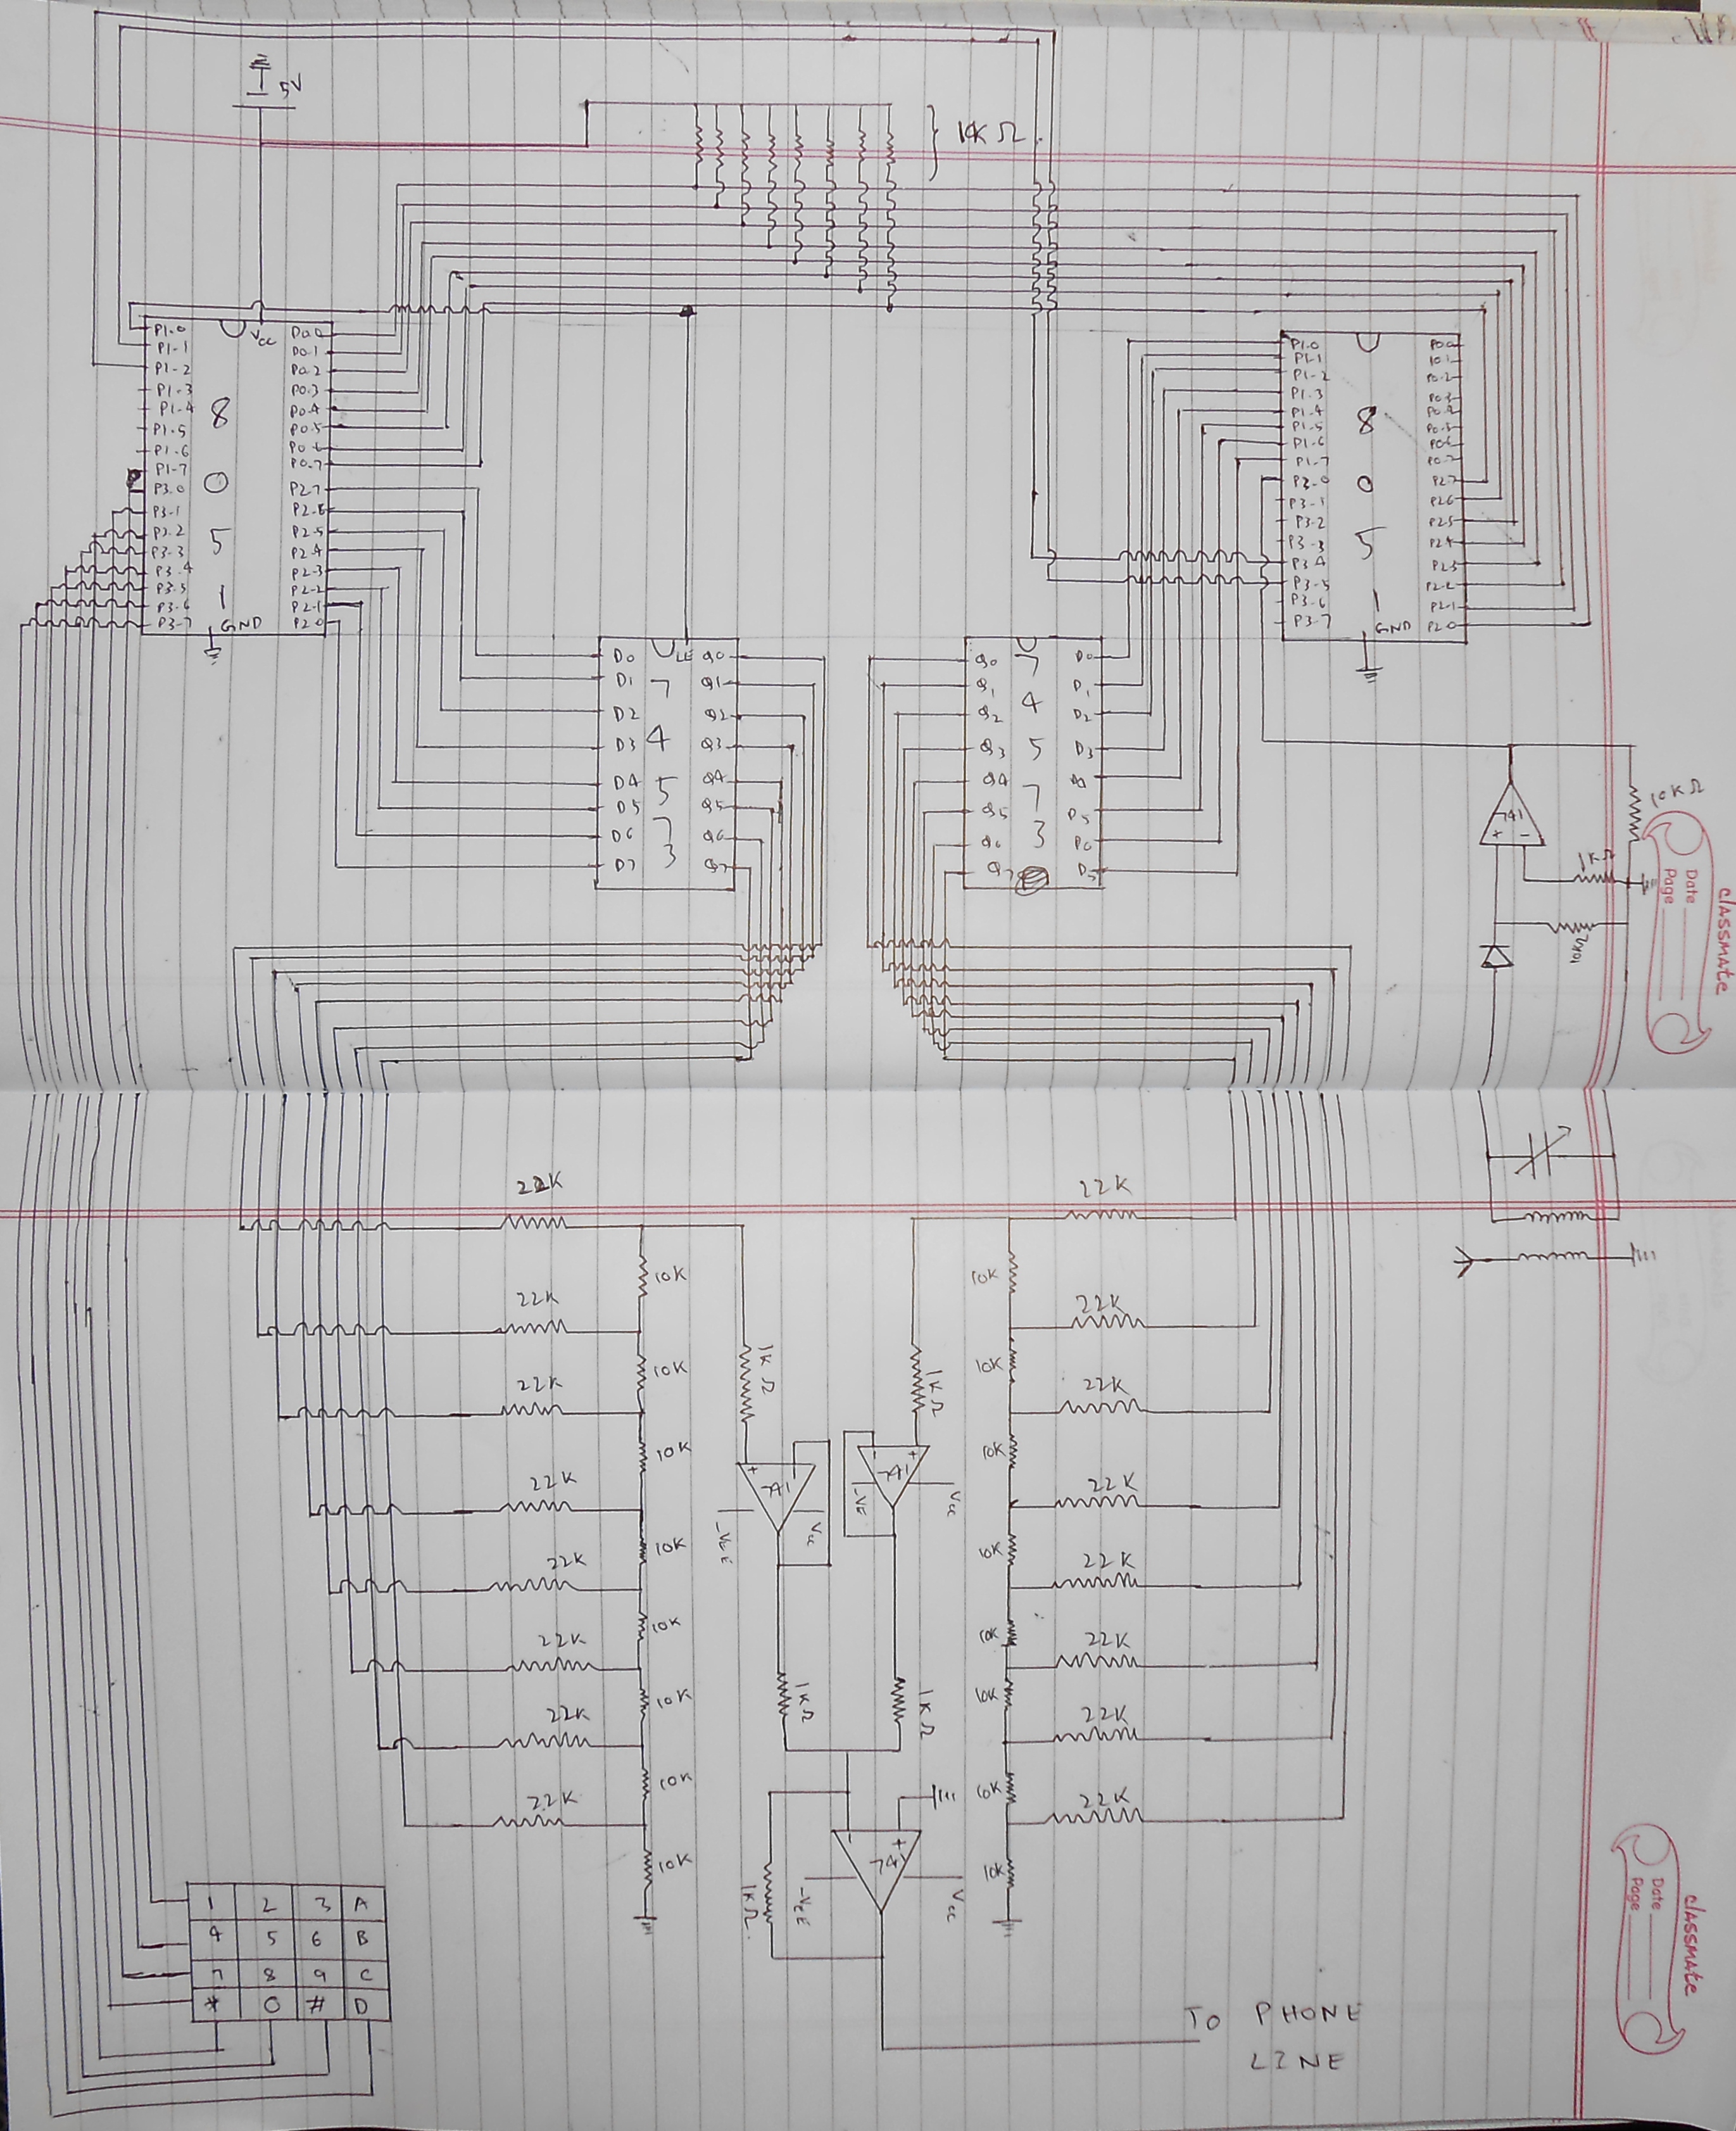 5V
1K Ω
P1.0
P1-1
P1-2
P1-3
P1-4
P1-5
P1-6
P1-7
P3.0
P3-1
P3-2
P3-3
P3-4
P3-5
P3-6
P3-7
Vcc
8
0
5
1
GND
P0.0
P0-1
P0-2
P0.3
P0.4
P0.5
P0.6
P0.7
P2.7
P2-6
P2-5
P2-4
P2-3
P2-2
P2-1
P2.0
P1.0
P1-1
P1-2
P1.3
P1-4
P1-5
P1-6
P1-7
P3-0
P3-1
P3-2
P3-3
P3-4
P3-5
P3-6
P3-7
8
0
5
1
GND
P0.0
P0.1
P0-2
P0.3
P0.4
P0.5
P0.6
P0.7
P2.7
P2.6
P2.5
P2.4
P2.3
P2-2
P2-1
P2.0
D0
D1
D2
D3
D4
D5
D6
D7
LE
7
4
5
7
3
Q0
Q1
Q2
Q3
Q4
Q5
Q6
Q7
Q0
Q1
Q2
Q3
Q4
Q5
Q6
Q7
7
4
5
7
3
D0
D1
D2
D3
D5
D6
D5
741
+ -
10KΩ
1KΩ
10KΩ
classmate
Date
Page
22K
22K
22K
22K
22K
22K
22K
22K
10K
10K
10K
10K
10K
10K
10K
10K
1KΩ
1KΩ
+ -
741
-VEE
Vcc
- +
741
-VE
Vcc
1KΩ
1KΩ
10K
10K
10K
10K
10K
10K
10K
10K
22K
22K
22K
22K
22K
22K
22K
22K
- +
741
-VEE
Vcc
1KΩ
1 2 3 A
4 5 6 B
7 8 9 C
* 0 # D
TO PHONE
LINE
classmate
Date
Page